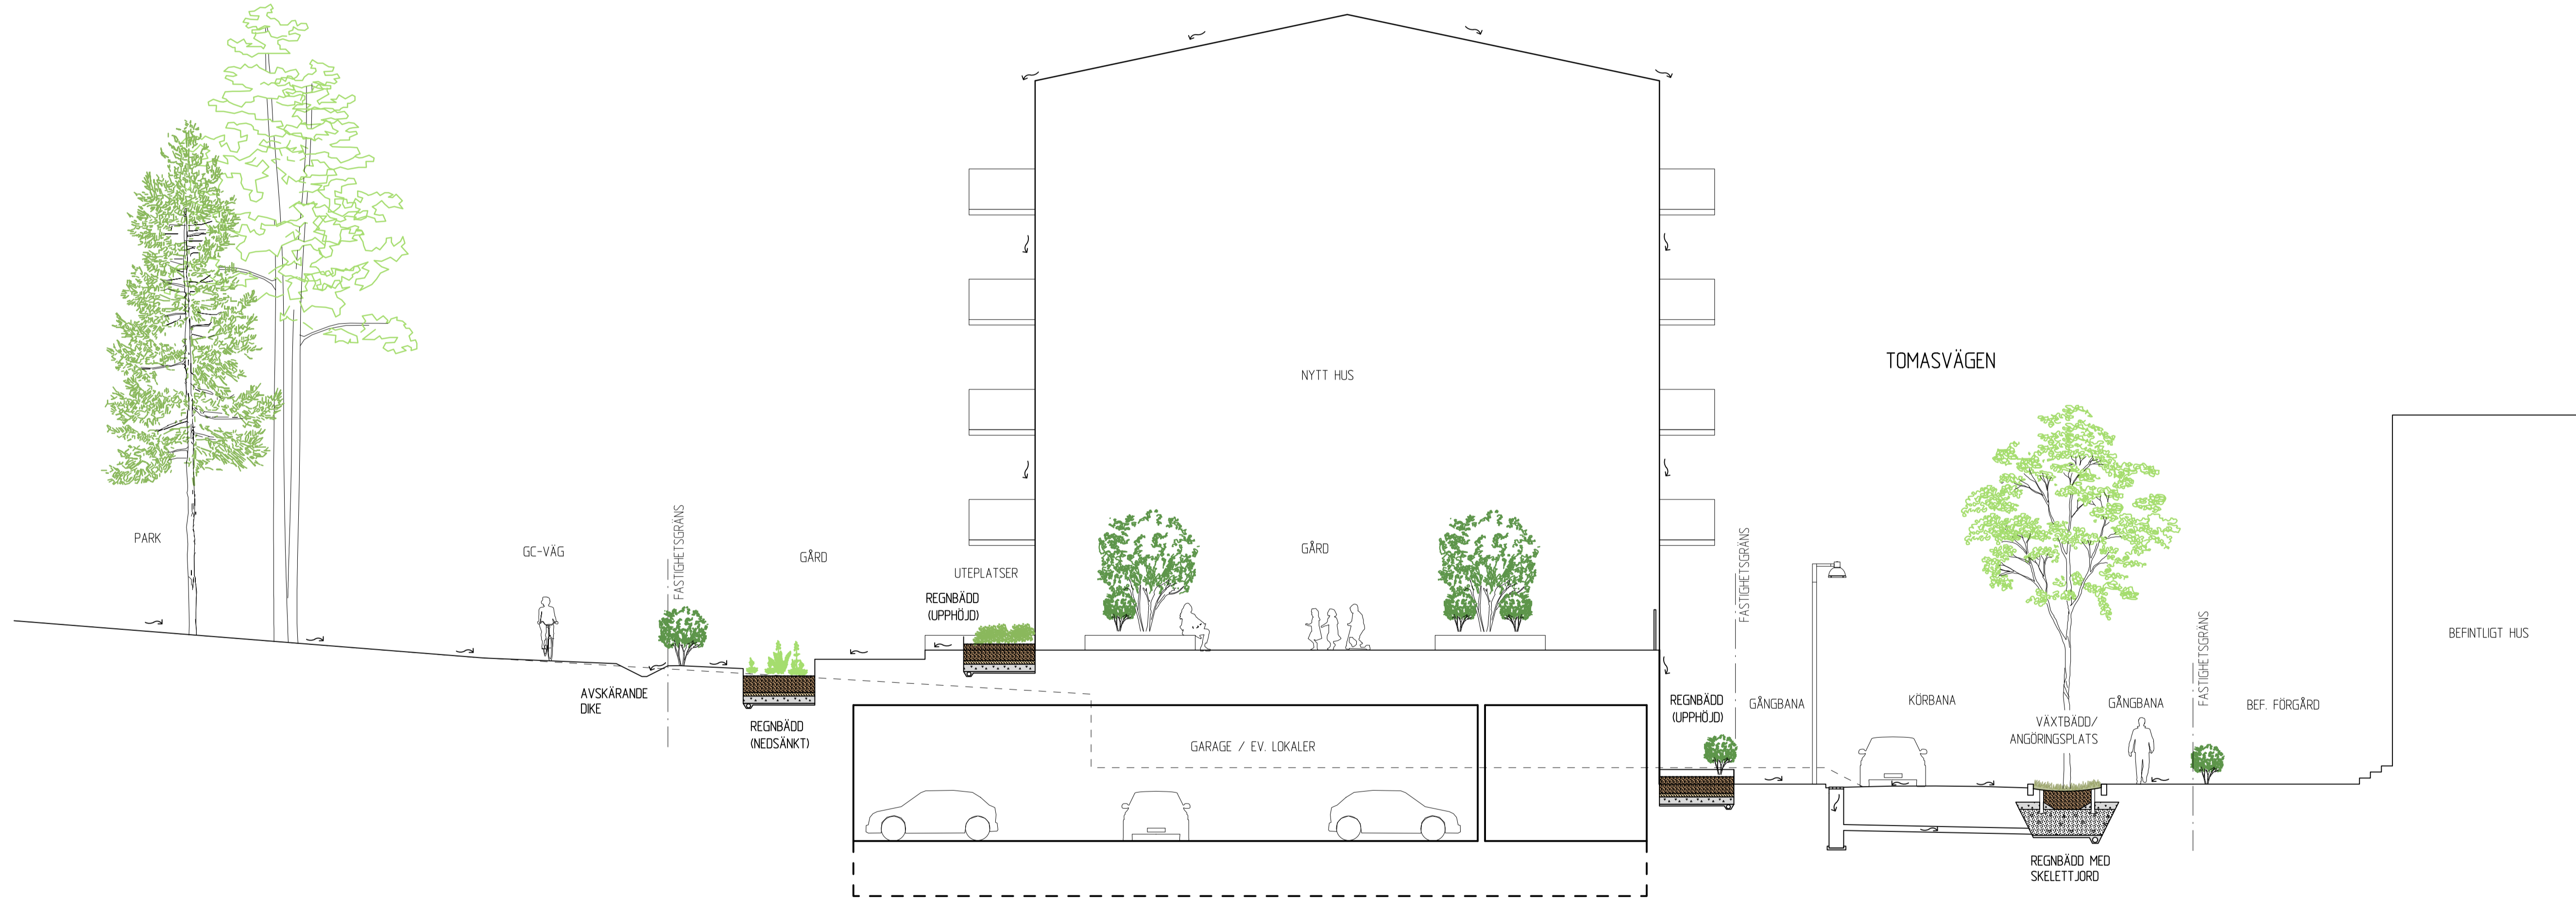 PARK
GC-VÄG
AVSKÄRANDE
DIKE
FASTIGHETSGRÄNS
GÅRD
REGNBÄDD
(NEDSÄNKT)
UTEPLATSER
REGNBÄDD
(UPPHÖJD)
NYTT HUS
GÅRD
GARAGE / EV. LOKALER
REGNBÄDD
(UPPHÖJD)
FASTIGHETSGRÄNS
GÅNGBANA
TOMASVÄGEN
KÖRBANA
VÄXTBÄDD/
ANGÖRINGSPLATS
REGNBÄDD MED
SKELETTJORD
GÅNGBANA
FASTIGHETSGRÄNS
BEF. FÖRGÅRD
BEFINTLIGT HUS